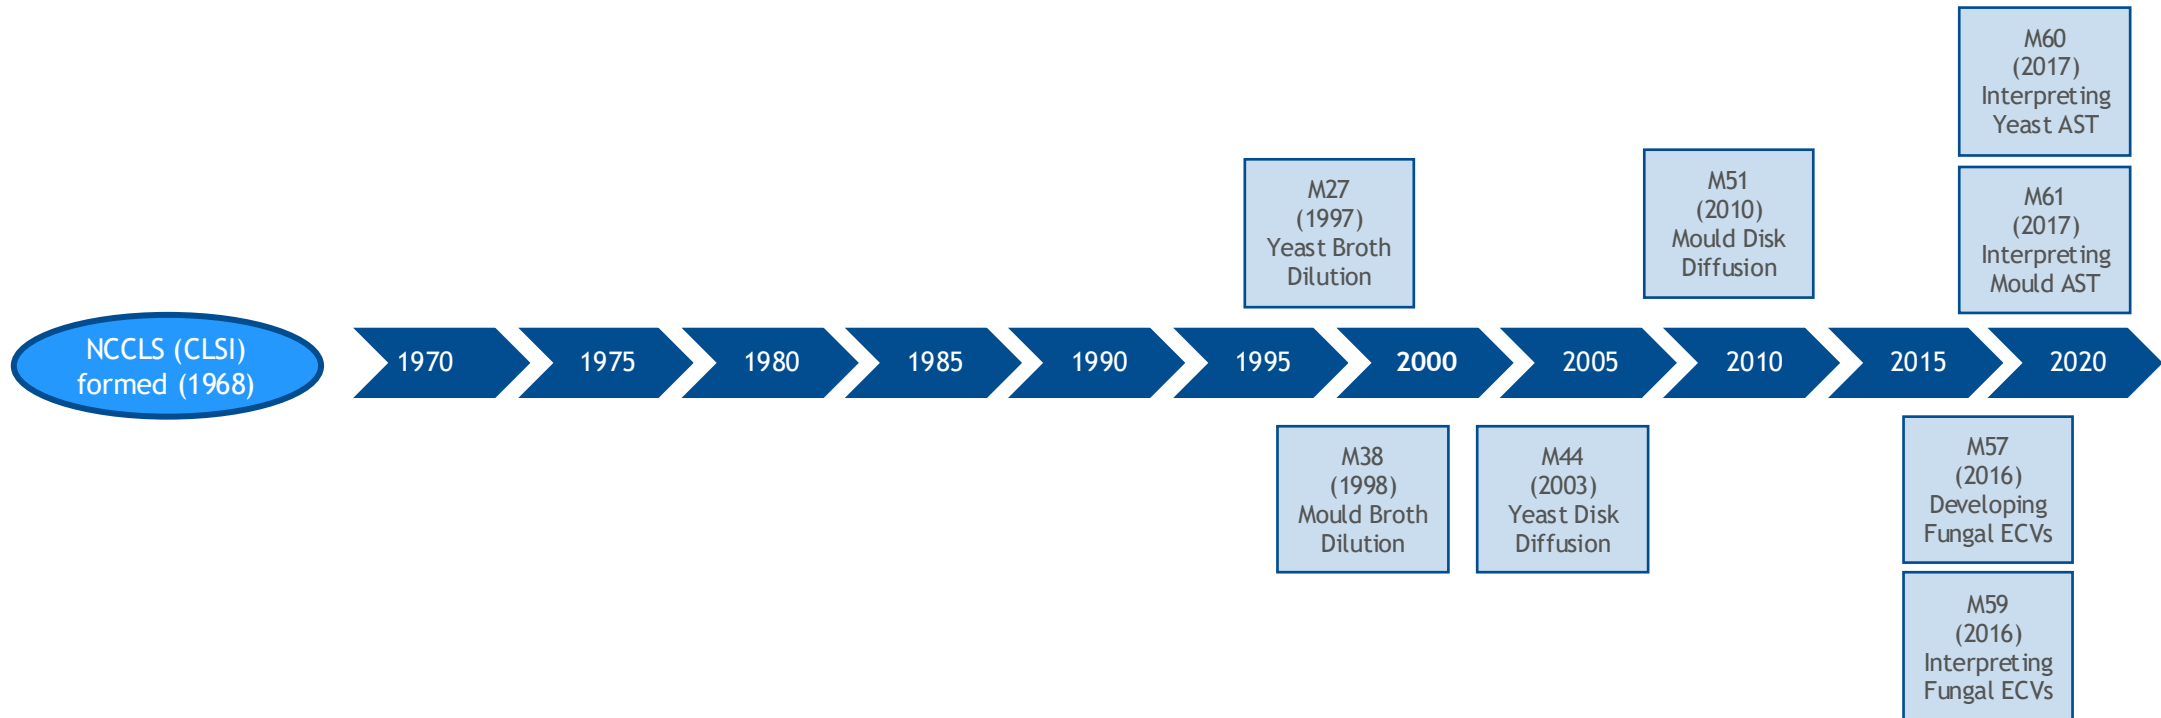 M60
(2017)
Interpreting
Yeast AST
M27
(1997)
Yeast Broth
Dilution
M51
(2010)
Mould Disk
Diffusion
M61
(2017)
Interpreting
Mould AST
NCCLS (CLSI)
formed (1968)
1970
1975
1980
1985
1990
1995
2000
2005
2010
2015
2020
M38
(1998)
Mould Broth
Dilution
M44
(2003)
Yeast Disk
Diffusion
M57
(2016)
Developing
Fungal ECVs
M59
(2016)
Interpreting
Fungal ECVs